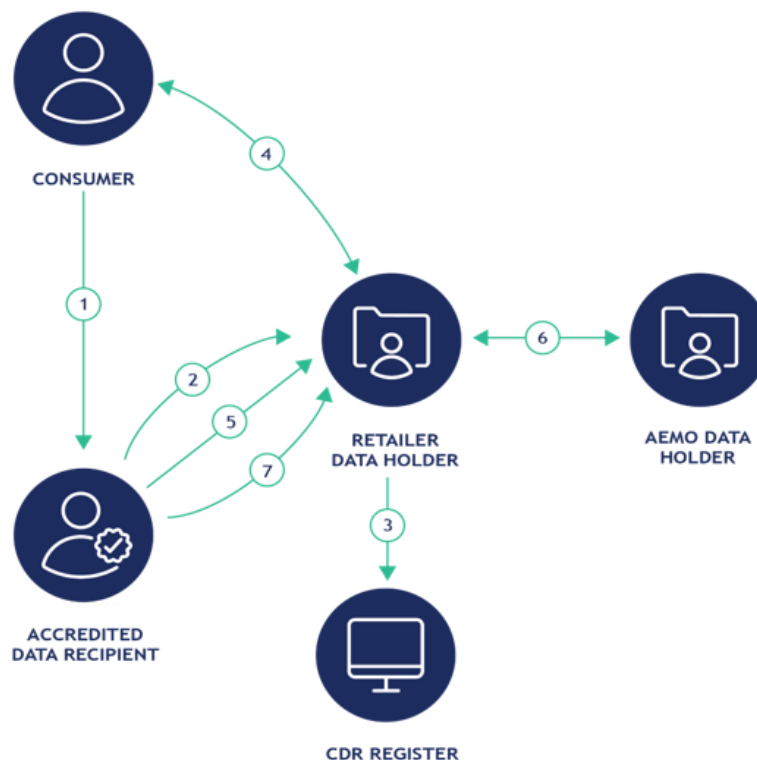 CONSUMER
4
1
6
2
5
7
RETAILER
DATA HOLDER
AEMO DATA
HOLDER
3
ACCREDITED
DATA RECIPIENT
CDR REGISTER